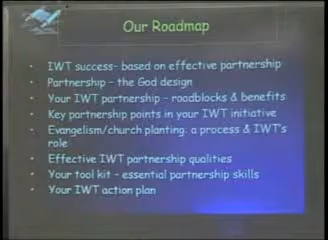 Our Roadmap
IWT success- based on effective partnership
Partnership - the God design
Your IWT partnership - roadblocks & benefits
Key partnership points in your IWT initiative
Evangelism/church planting: a process & IWT's
role
Effective IWT partnership qualities
Your tool kit - essential partnership skills
Your IWT action plan